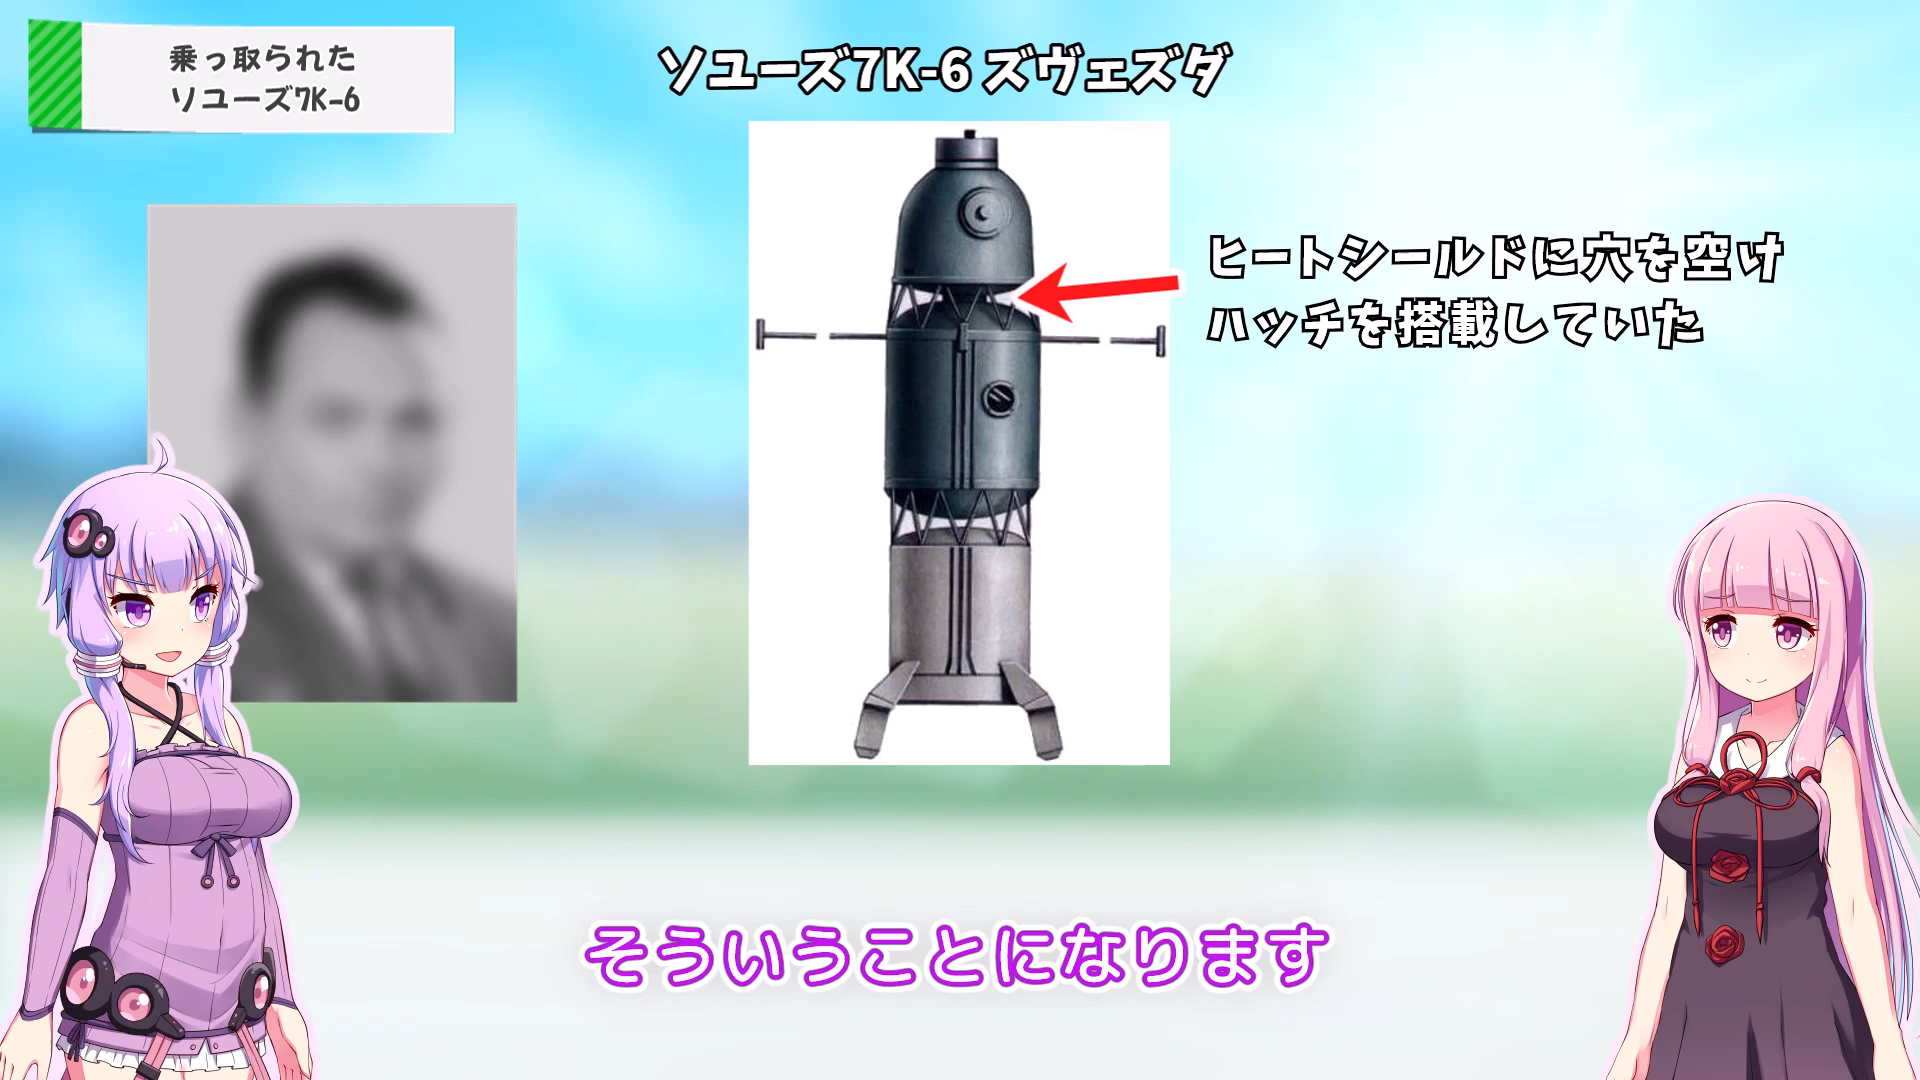 乗っ取られた
ソユーズ7K-6
ソユーズ7K-6 ズヴェズダ
ヒートシールドに穴を空け
ハッチを搭載していた
そういうことになります